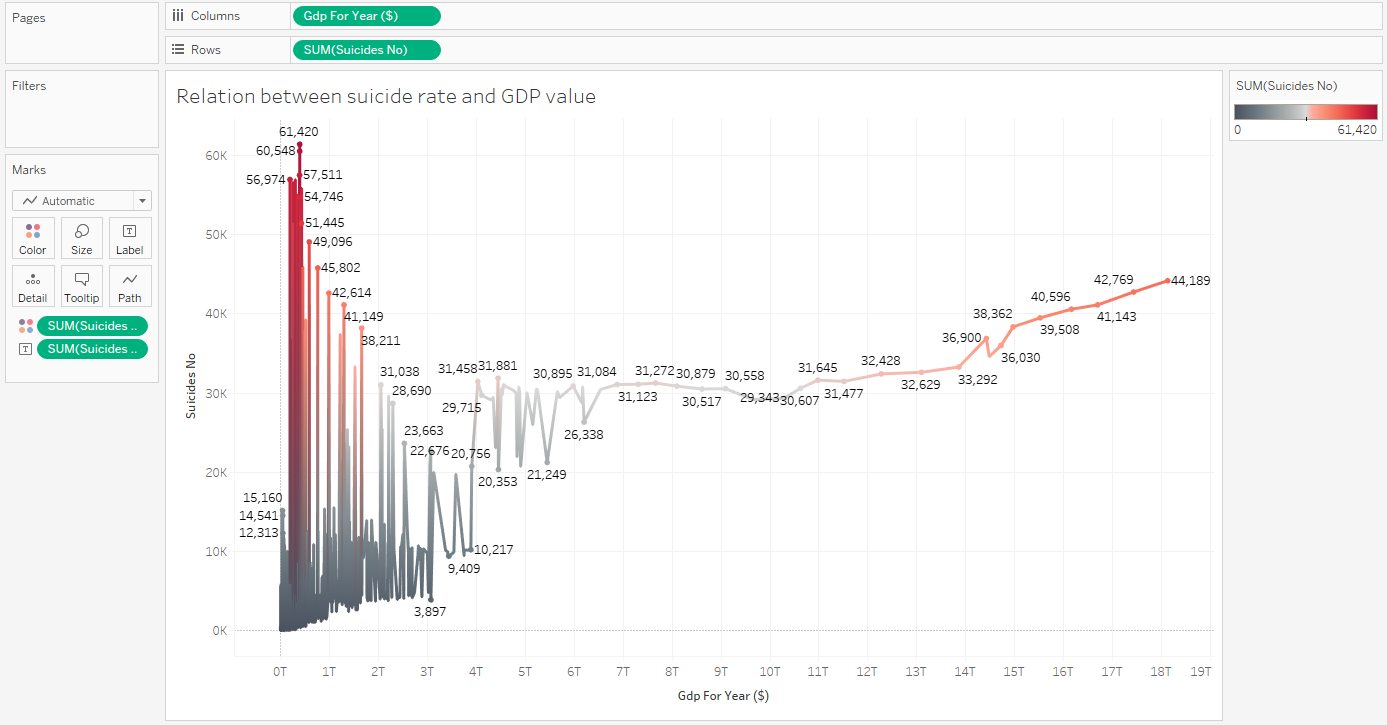 Pages
Columns
Gdp For Year ($)
Rows
SUM(Suicides No)
Filters
Marks
Automatic
Color
Size
Label
Detail
Tooltip
Path
SUM(Suicides ..
SUM(Suicides ..
Relation between suicide rate and GDP value
61,420
60,548
56,974
57,511
54,746
51,445
49,096
45,802
42,614
41,149
38,211
31,038
28,690
23,663
22,676
20,756
31,458
31,881
29,715
20,353
30,895
31,084
21,249
26,338
31,123
31,272
30,879
30,517
30,558
29,343
30,607
31,645
31,477
32,428
32,629
33,292
36,900
38,362
36,030
40,596
39,508
42,769
41,143
44,189
15,160
14,541
12,313
10,217
9,409
3,897
60K
50K
40K
30K
20K
10K
0K
Suicides No
0T 1T 2T 3T 4T 5T 6T 7T 8T 9T 10T 11T 12T 13T 14T 15T 16T 17T 18T 19T
Gdp For Year ($)
SUM(Suicides No)
0 61,420